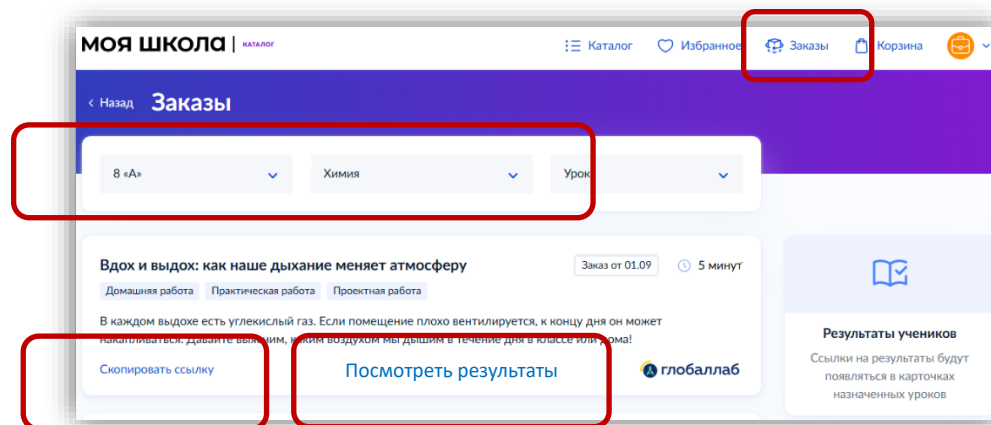 МОЯ ШКОЛА | КАТАЛОГ
Каталог
Избранное
Заказы
Корзина
Назад
Заказы
8 «А»
Химия
Урок
Вдох и выдох: как наше дыхание меняет атмосферу
Заказ от 01.09
5 минут
Домашняя работа
Практическая работа
Проектная работа
В каждом выдохе есть углекислый газ. Если помещение плохо вентилируется, к концу дня он может
накапливаться. Давайте выясним, каким воздухом мы дышим в течение дня в классе или дома!
Скопировать ссылку
Посмотреть результаты
глобаллаб
Результаты учеников
Ссылки на результаты будут
появляться в карточках
назначенных уроков